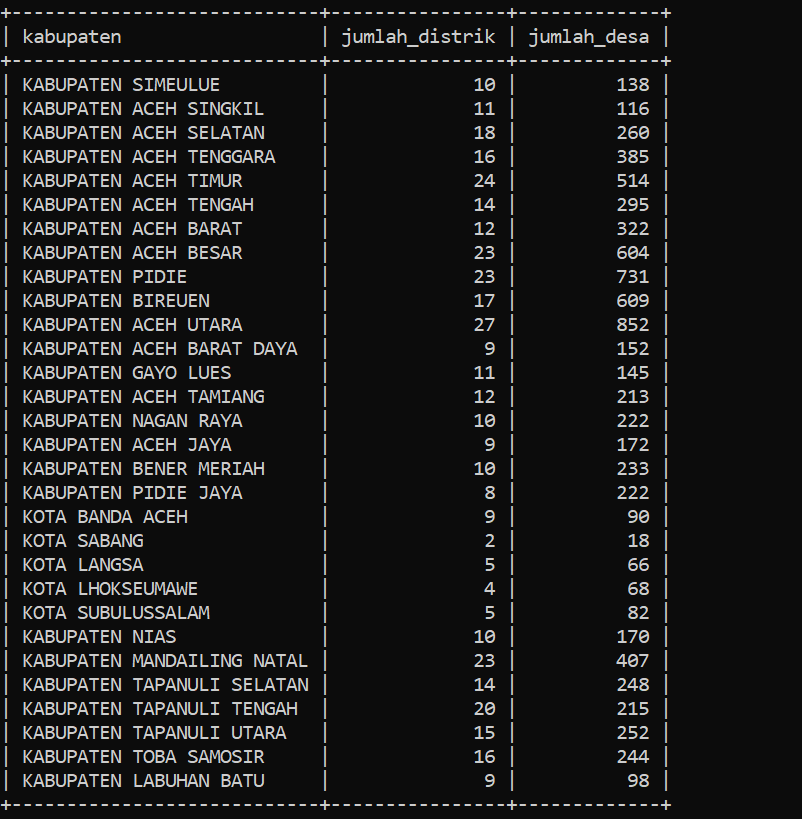 +----------------------------+----------------+-------------+
| kabupaten                  | jumlah_distrik | jumlah_desa |
+----------------------------+----------------+-------------+
| KABUPATEN SIMEULUE         |             10 |         138 |
| KABUPATEN ACEH SINGKIL     |             11 |         116 |
| KABUPATEN ACEH SELATAN     |             18 |         260 |
| KABUPATEN ACEH TENGGARA    |             16 |         385 |
| KABUPATEN ACEH TIMUR       |             24 |         514 |
| KABUPATEN ACEH TENGAH      |             14 |         295 |
| KABUPATEN ACEH BARAT       |             12 |         322 |
| KABUPATEN ACEH BESAR       |             23 |         604 |
| KABUPATEN PIDIE            |             23 |         731 |
| KABUPATEN BIREUEN          |             17 |         609 |
| KABUPATEN ACEH UTARA       |             27 |         852 |
| KABUPATEN ACEH BARAT DAYA  |              9 |         152 |
| KABUPATEN GAYO LUES        |             11 |         145 |
| KABUPATEN ACEH TAMIANG     |             12 |         213 |
| KABUPATEN NAGAN RAYA       |             10 |         222 |
| KABUPATEN ACEH JAYA        |              9 |         172 |
| KABUPATEN BENER MERIAH     |             10 |         233 |
| KABUPATEN PIDIE JAYA       |              8 |         222 |
| KOTA BANDA ACEH            |              9 |          90 |
| KOTA SABANG                |              2 |          18 |
| KOTA LANGSA                |              5 |          66 |
| KOTA LHOKSEUMAWE           |              4 |          68 |
| KOTA SUBULUSSALAM          |              5 |          82 |
| KABUPATEN NIAS             |             10 |         170 |
| KABUPATEN MANDAILING NATAL |             23 |         407 |
| KABUPATEN TAPANULI SELATAN |             14 |         248 |
| KABUPATEN TAPANULI TENGAH  |             20 |         215 |
| KABUPATEN TAPANULI UTARA   |             15 |         252 |
| KABUPATEN TOBA SAMOSIR     |             16 |         244 |
| KABUPATEN LABUHAN BATU     |              9 |          98 |
+----------------------------+----------------+-------------+